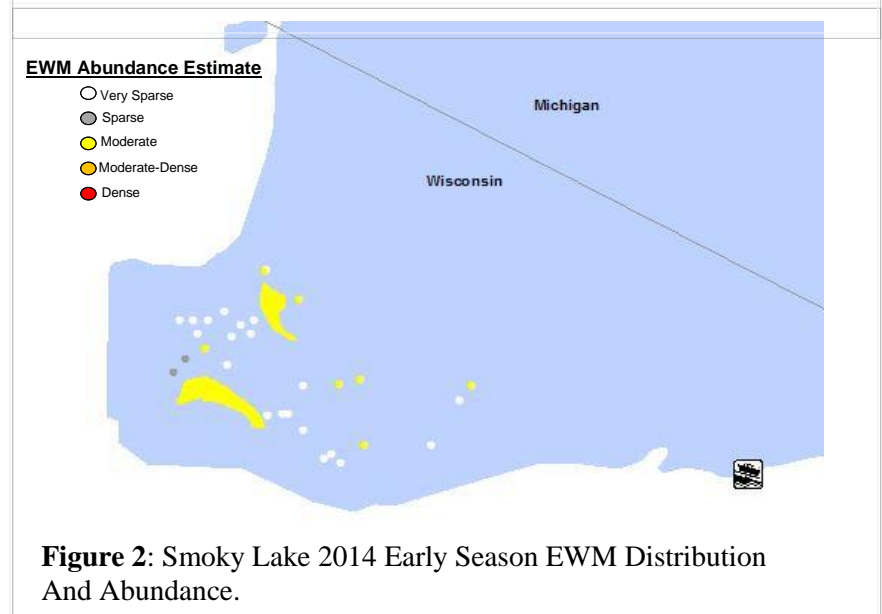 EWM Abundance Estimate
Very Sparse
Sparse
Moderate
Moderate-Dense
Dense
Michigan
Wisconsin
Figure 2: Smoky Lake 2014 Early Season EWM Distribution
And Abundance.